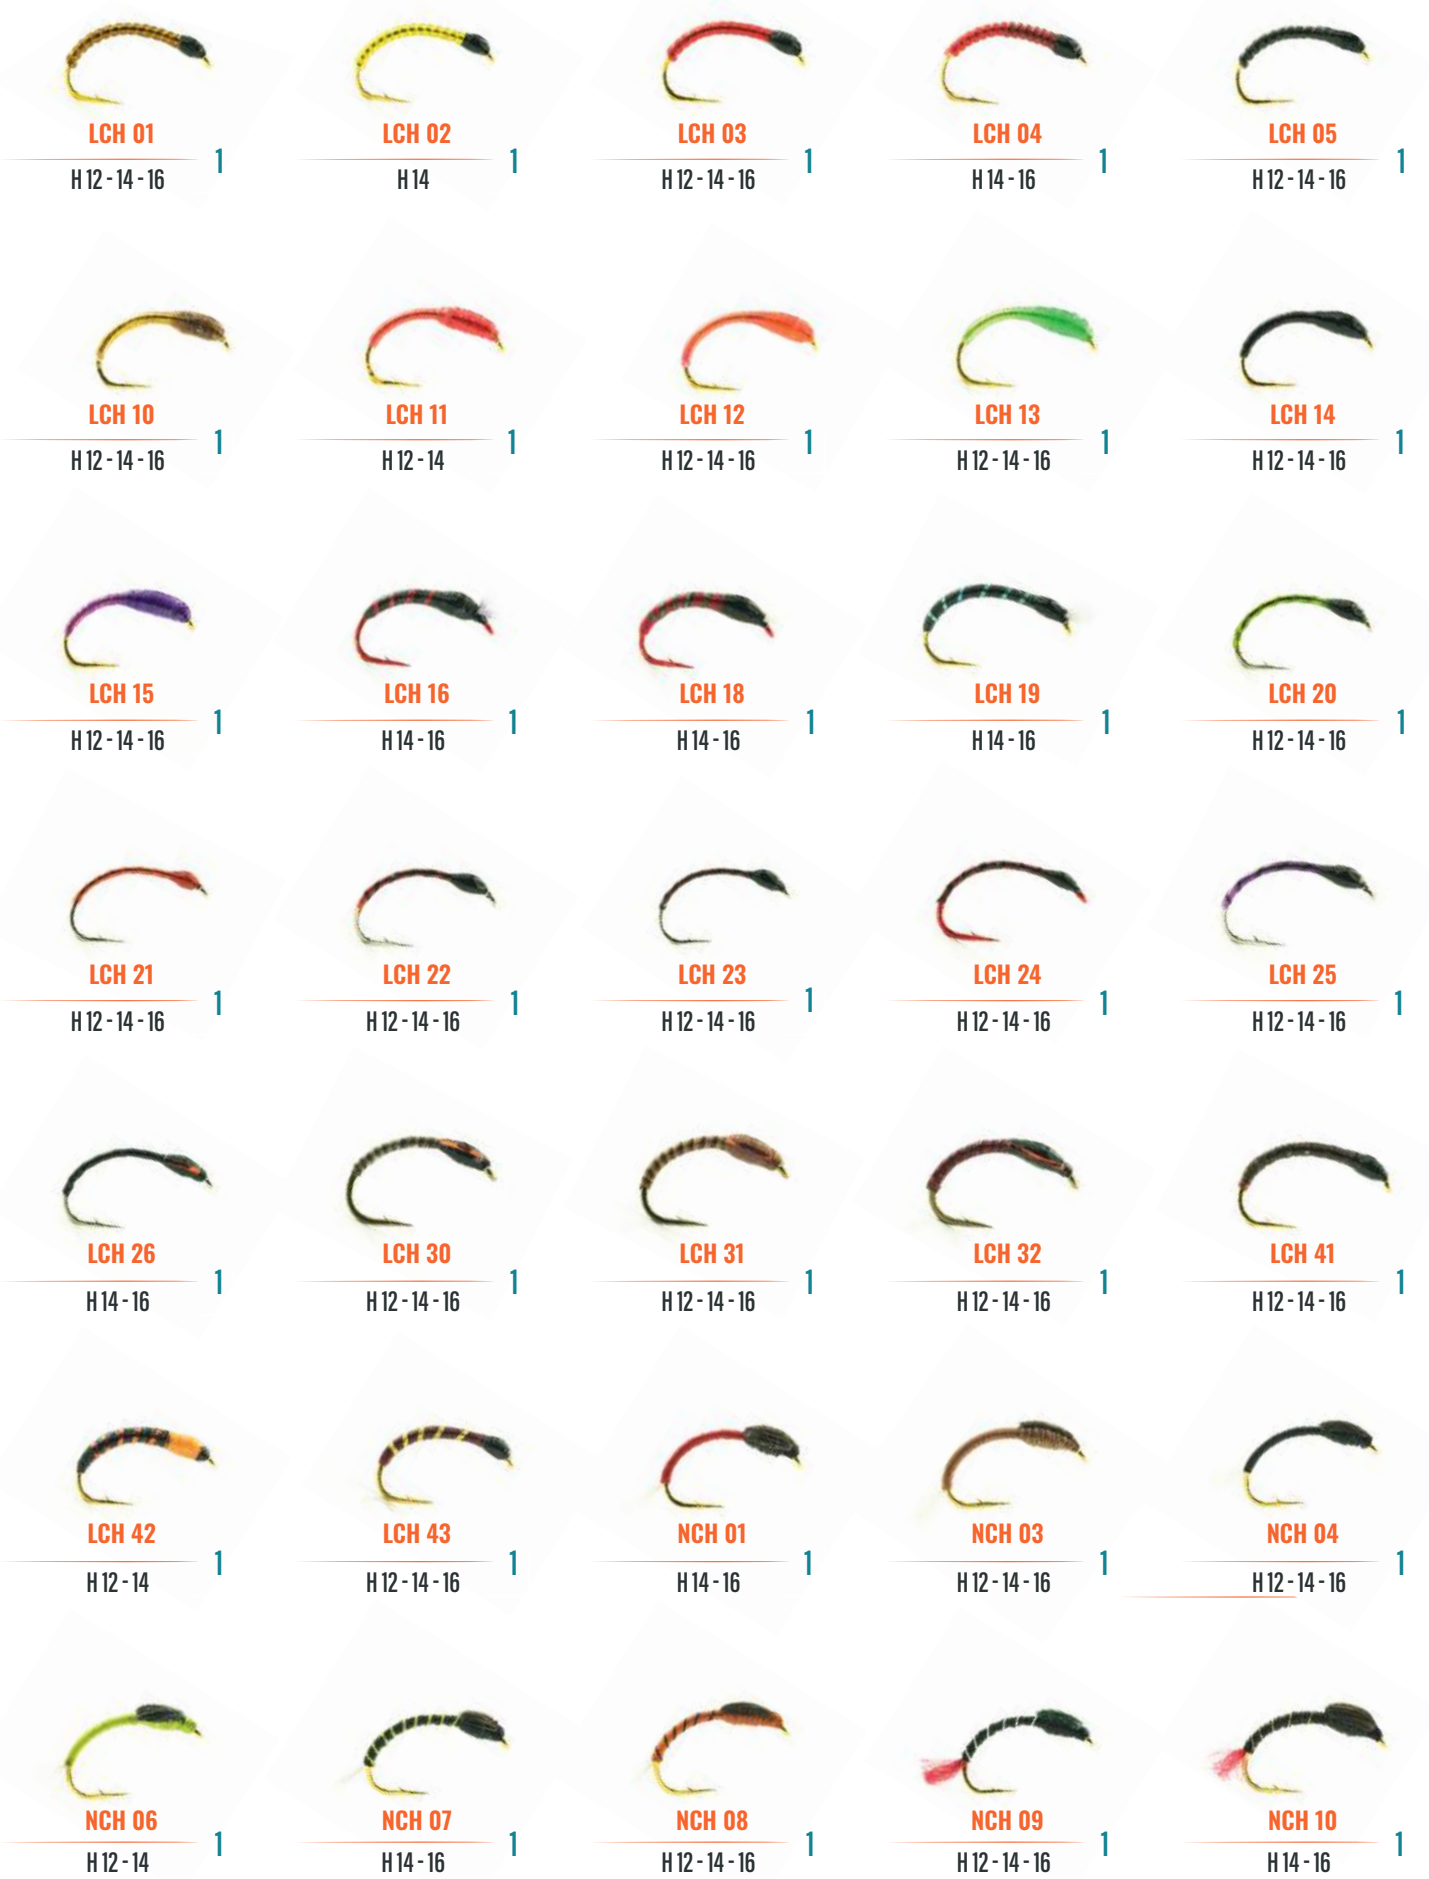 LCH 01
1
H 12 - 14 - 16
LCH 02
1
H 14
LCH 03
1
H 12 - 14 - 16
LCH 04
1
H 14 - 16
LCH 05
1
H 12 - 14 - 16
LCH 10
1
H 12 - 14 - 16
LCH 11
1
H 12 - 14
LCH 12
1
H 12 - 14 - 16
LCH 13
1
H 12 - 14 - 16
LCH 14
1
H 12 - 14 - 16
LCH 15
1
H 12 - 14 - 16
LCH 16
1
H 14 - 16
LCH 18
1
H 14 - 16
LCH 19
1
H 14 - 16
LCH 20
1
H 12 - 14 - 16
LCH 21
1
H 12 - 14 - 16
LCH 22
1
H 12 - 14 - 16
LCH 23
1
H 12 - 14 - 16
LCH 24
1
H 12 - 14 - 16
LCH 25
1
H 12 - 14 - 16
LCH 26
1
H 14 - 16
LCH 30
1
H 12 - 14 - 16
LCH 31
1
H 12 - 14 - 16
LCH 32
1
H 12 - 14 - 16
LCH 41
1
H 12 - 14 - 16
LCH 42
1
H 12 - 14
LCH 43
1
H 12 - 14 - 16
NCH 01
1
H 14 - 16
NCH 03
1
H 12 - 14 - 16
NCH 04
1
H 12 - 14 - 16
NCH 06
1
H 12 - 14
NCH 07
1
H 14 - 16
NCH 08
1
H 12 - 14 - 16
NCH 09
1
H 12 - 14 - 16
NCH 10
1
H 14 - 16